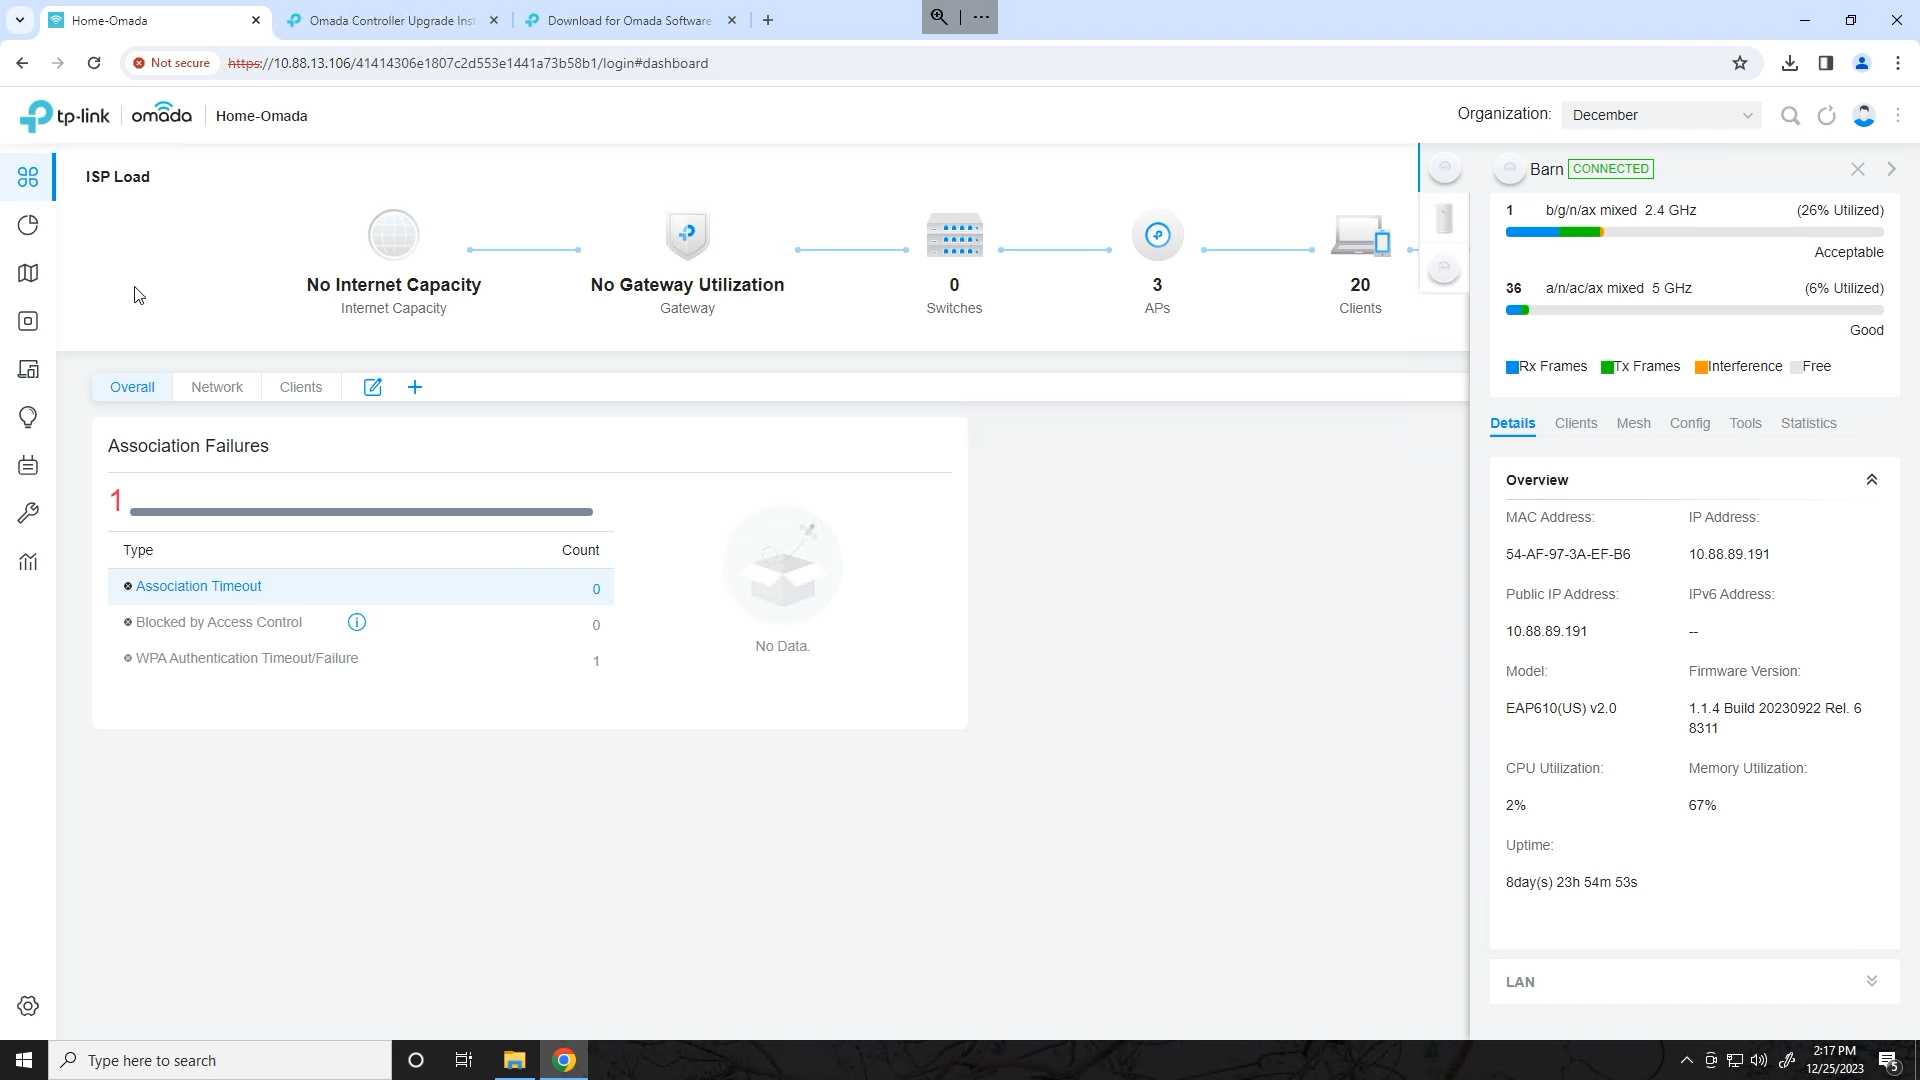 Home-Omada
Omada Controller Upgrade Inst
Download for Omada Software
Not secure
https://10.88.13.106/41414306e1807c2d553e1441a73b58b1/login#dashboard
tp-link
omada
Home-Omada
Organization:
December
ISP Load
No Internet Capacity
Internet Capacity
No Gateway Utilization
Gateway
0
Switches
3
APs
20
Clients
Overall
Network
Clients
Association Failures
1
Type
Count
Association Timeout
0
Blocked by Access Control
0
WPA Authentication Timeout/Failure
1
No Data.
Barn
CONNECTED
1 b/g/n/ax mixed 2.4 GHz (26% Utilized)
Acceptable
36 a/n/ac/ax mixed 5 GHz (6% Utilized)
Good
Rx Frames
Tx Frames
Interference
Free
Details
Clients
Mesh
Config
Tools
Statistics
Overview
MAC Address:
IP Address:
54-AF-97-3A-EF-B6
10.88.89.191
Public IP Address:
IPv6 Address:
10.88.89.191
--
Model:
Firmware Version:
EAP610(US) v2.0
1.1.4 Build 20230922 Rel. 6
8311
CPU Utilization:
Memory Utilization:
2%
67%
Uptime:
8day(s) 23h 54m 53s
LAN
Type here to search
2:17 PM
12/25/2023
5